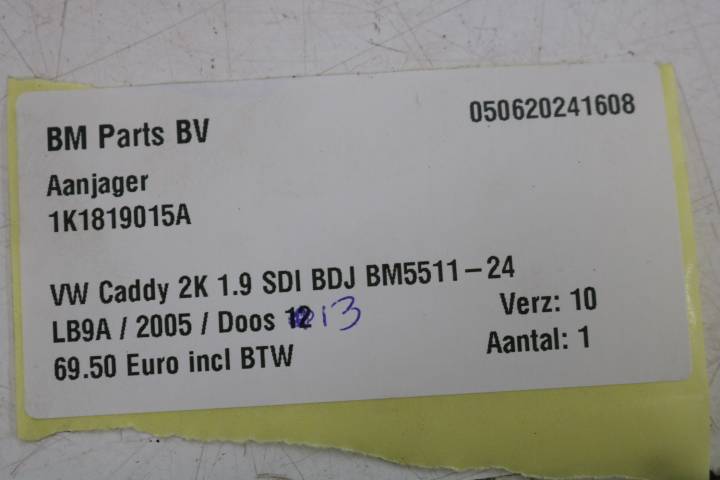 BM Parts BV
050620241608
Aanjager
1K1819015A
VW Caddy 2K 1.9 SDI BDJ BM5511-24
LB9A / 2005 / Doos 12 13
Verz: 10
69.50 Euro incl BTW
Aantal: 1